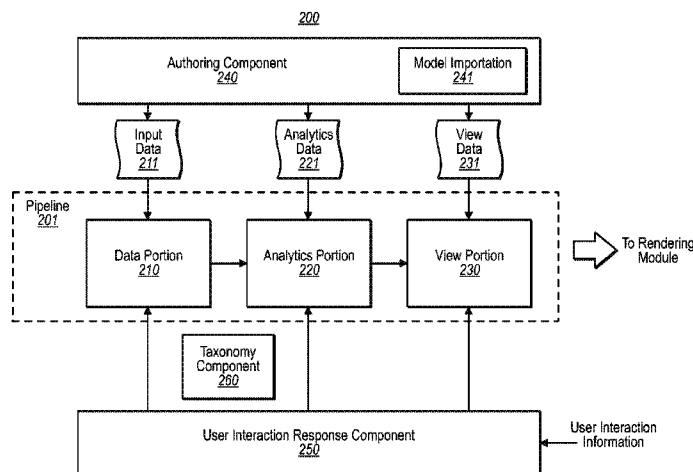 200
Authoring Component
240
Model Importation
241
Input
Data
211
Analytics
Data
221
View
Data
231
Pipeline
201
Data Portion
210
Analytics Portion
220
View Portion
230
To Rendering
Module
Taxonomy
Component
260
User Interaction Response Component
250
User Interaction
Information